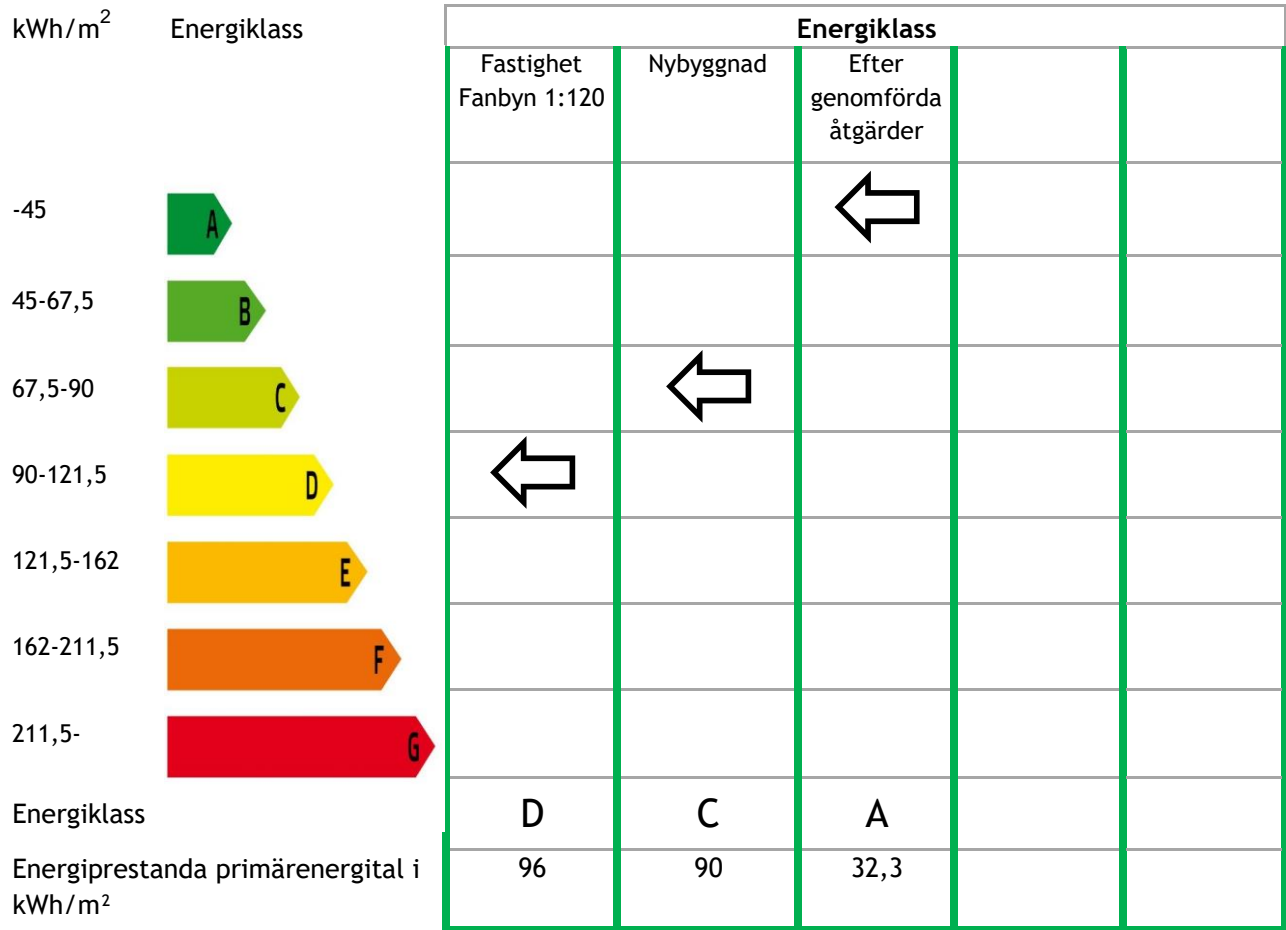 kWh/m²
Energiklass
Energiklass
Fastighet
Fanbyn 1:120
Nybyggnad
Efter
genomförda
åtgärder
-45
A
45-67,5
B
67,5-90
C
90-121,5
D
121,5-162
E
162-211,5
F
211,5-
G
Energiklass
D
C
A
Energiprestanda primärenergital i
kWh/m²
96
90
32,3